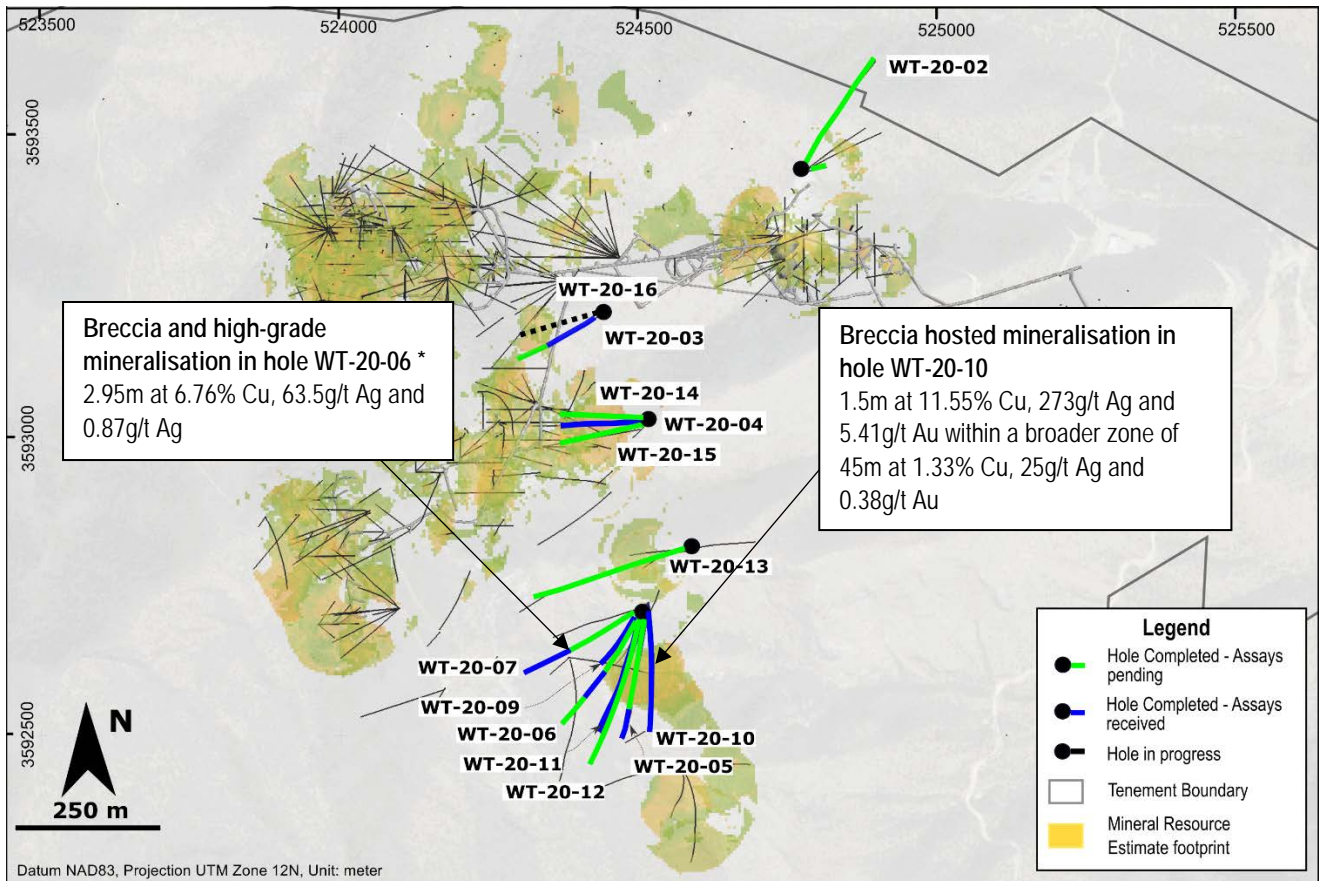 523500
524000
524500
525000
525500
3593500
3593000
3592500
WT-20-02
WT-20-16
WT-20-03
WT-20-14
WT-20-04
WT-20-15
WT-20-13
WT-20-07
WT-20-09
WT-20-06
WT-20-10
WT-20-11
WT-20-05
WT-20-12
Breccia and high-grade
mineralisation in hole WT-20-06 *
2.95m at 6.76% Cu, 63.5g/t Ag and
0.87g/t Ag
Breccia hosted mineralisation in
hole WT-20-10
1.5m at 11.55% Cu, 273g/t Ag and
5.41g/t Au within a broader zone of
45m at 1.33% Cu, 25g/t Ag and
0.38g/t Au
N
250 m
Datum NAD83, Projection UTM Zone 12N, Unit: meter
Legend
Hole Completed - Assays
pending
Hole Completed - Assays
received
Hole in progress
Tenement Boundary
Mineral Resource
Estimate footprint